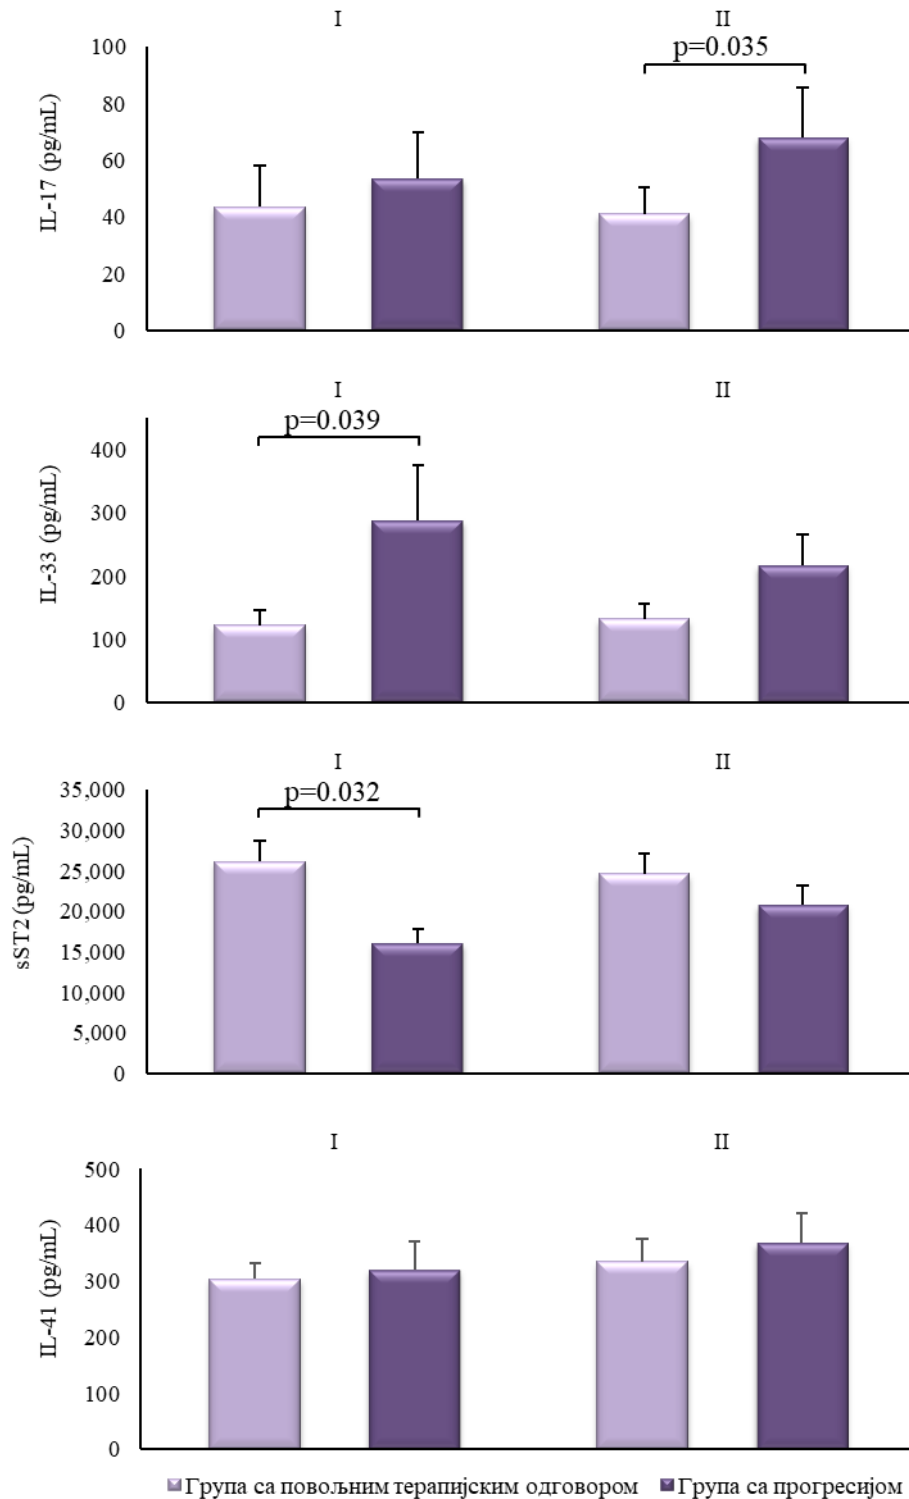 I II
p=0.035
IL-17 (pg/mL)
100
80
60
40
20
0
I II
p=0.039
IL-33 (pg/mL)
400
300
200
100
0
I II
p=0.032
sST2 (pg/mL)
35,000
30,000
25,000
20,000
15,000
10,000
5,000
0
I II
IL-41 (pg/mL)
500
400
300
200
100
0
Група са повољним терапијским одговором Група са прогресијом